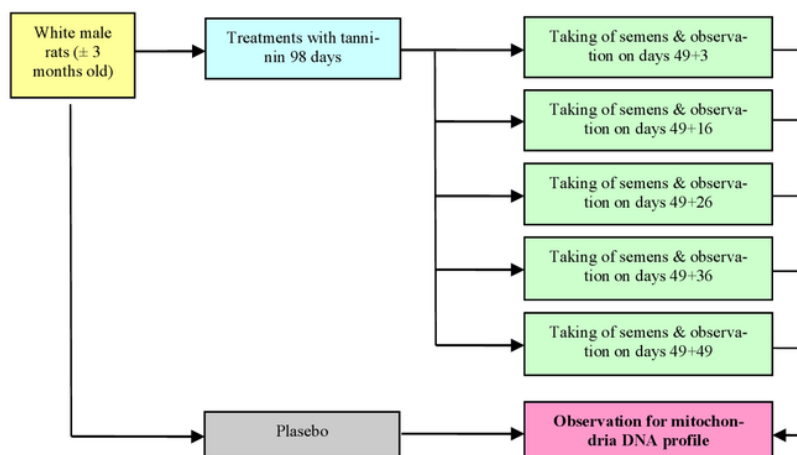 White male
rats (± 3
months old)
Treatments with tanni-
nin 98 days
Taking of semens & observa-
tion on days 49+3
Taking of semens & observa-
tion on days 49+16
Taking of semens & observa-
tion on days 49+26
Taking of semens & observa-
tion on days 49+36
Taking of semens & observa-
tion on days 49+49
Plasebo
Observation for mitochon-
dria DNA profile